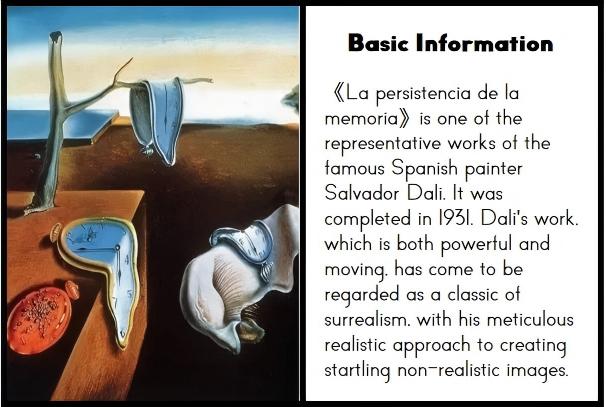 Basic Information
《La persistencia de la
memoria》 is one of the
representative works of the
famous Spanish painter
Salvador Dali. It was
completed in 1931. Dali's work,
which is both powerful and
moving, has come to be
regarded as a classic of
surrealism, with his meticulous
realistic approach to creating
startling non-realistic images.